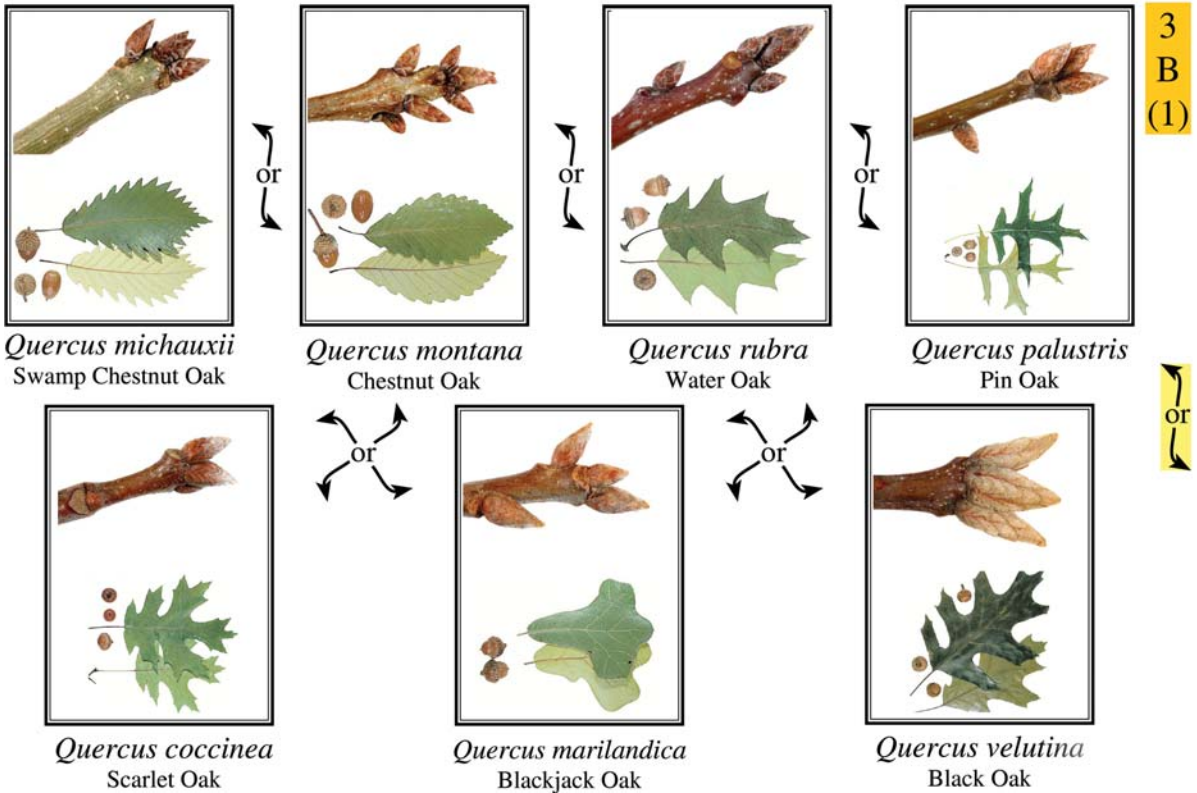 3
B
(1)
or
or
or
Quercus michauxii
Swamp Chestnut Oak
Quercus montana
Chestnut Oak
Quercus rubra
Water Oak
Quercus palustris
Pin Oak
or
or
or
Quercus coccinea
Scarlet Oak
Quercus marilandica
Blackjack Oak
Quercus velutina
Black Oak